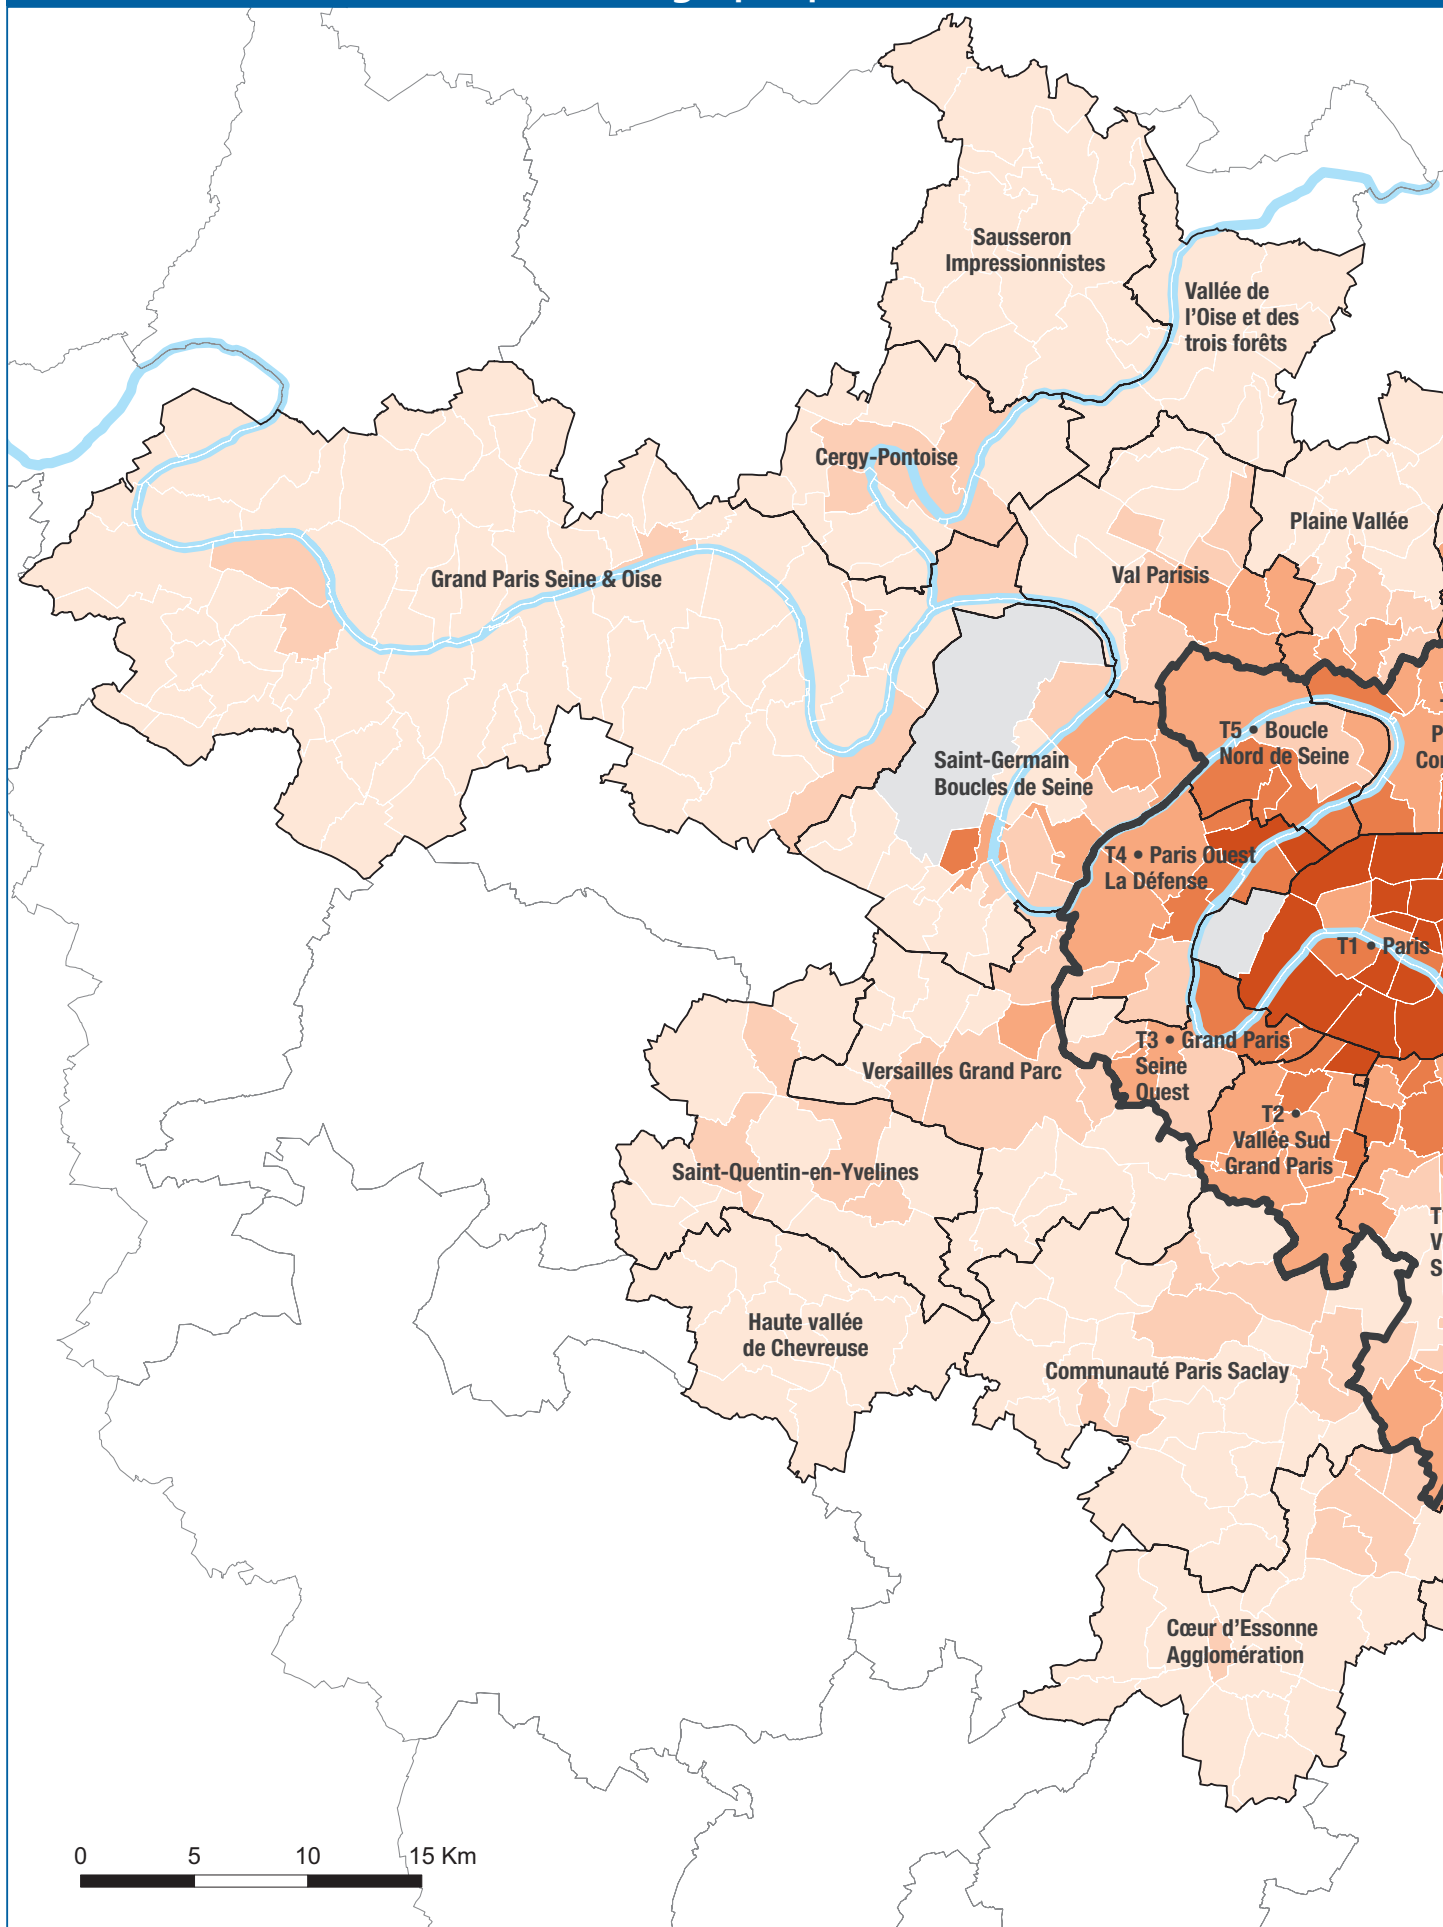 Sausseron
Impressionnistes
Vallée de
l'Oise et des
trois forêts
Cergy-Pontoise
Plaine Vallée
Grand Paris Seine & Oise
Val Parisis
T5 • Boucle
Nord de Seine
Saint-Germain
Boucles de Seine
T4 • Paris Ouest
La Défense
T1 • Paris
T3 • Grand Paris
Seine
Ouest
Versailles Grand Parc
T2 •
Vallée Sud
Grand Paris
Saint-Quentin-en-Yvelines
Haute vallée
de Chevreuse
Communauté Paris Saclay
Cœur d'Essonne
Agglomération
0 5 10 15 Km